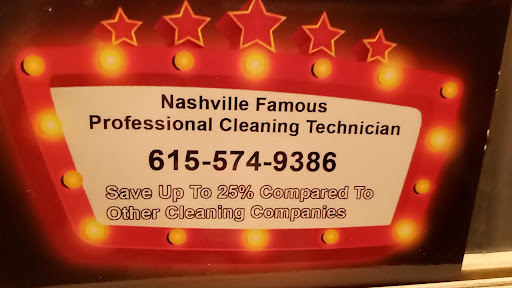 Nashville Famous
Professional Cleaning Technician
615-574-9386
Save Up To 25% Compared To
Other Cleaning Companies